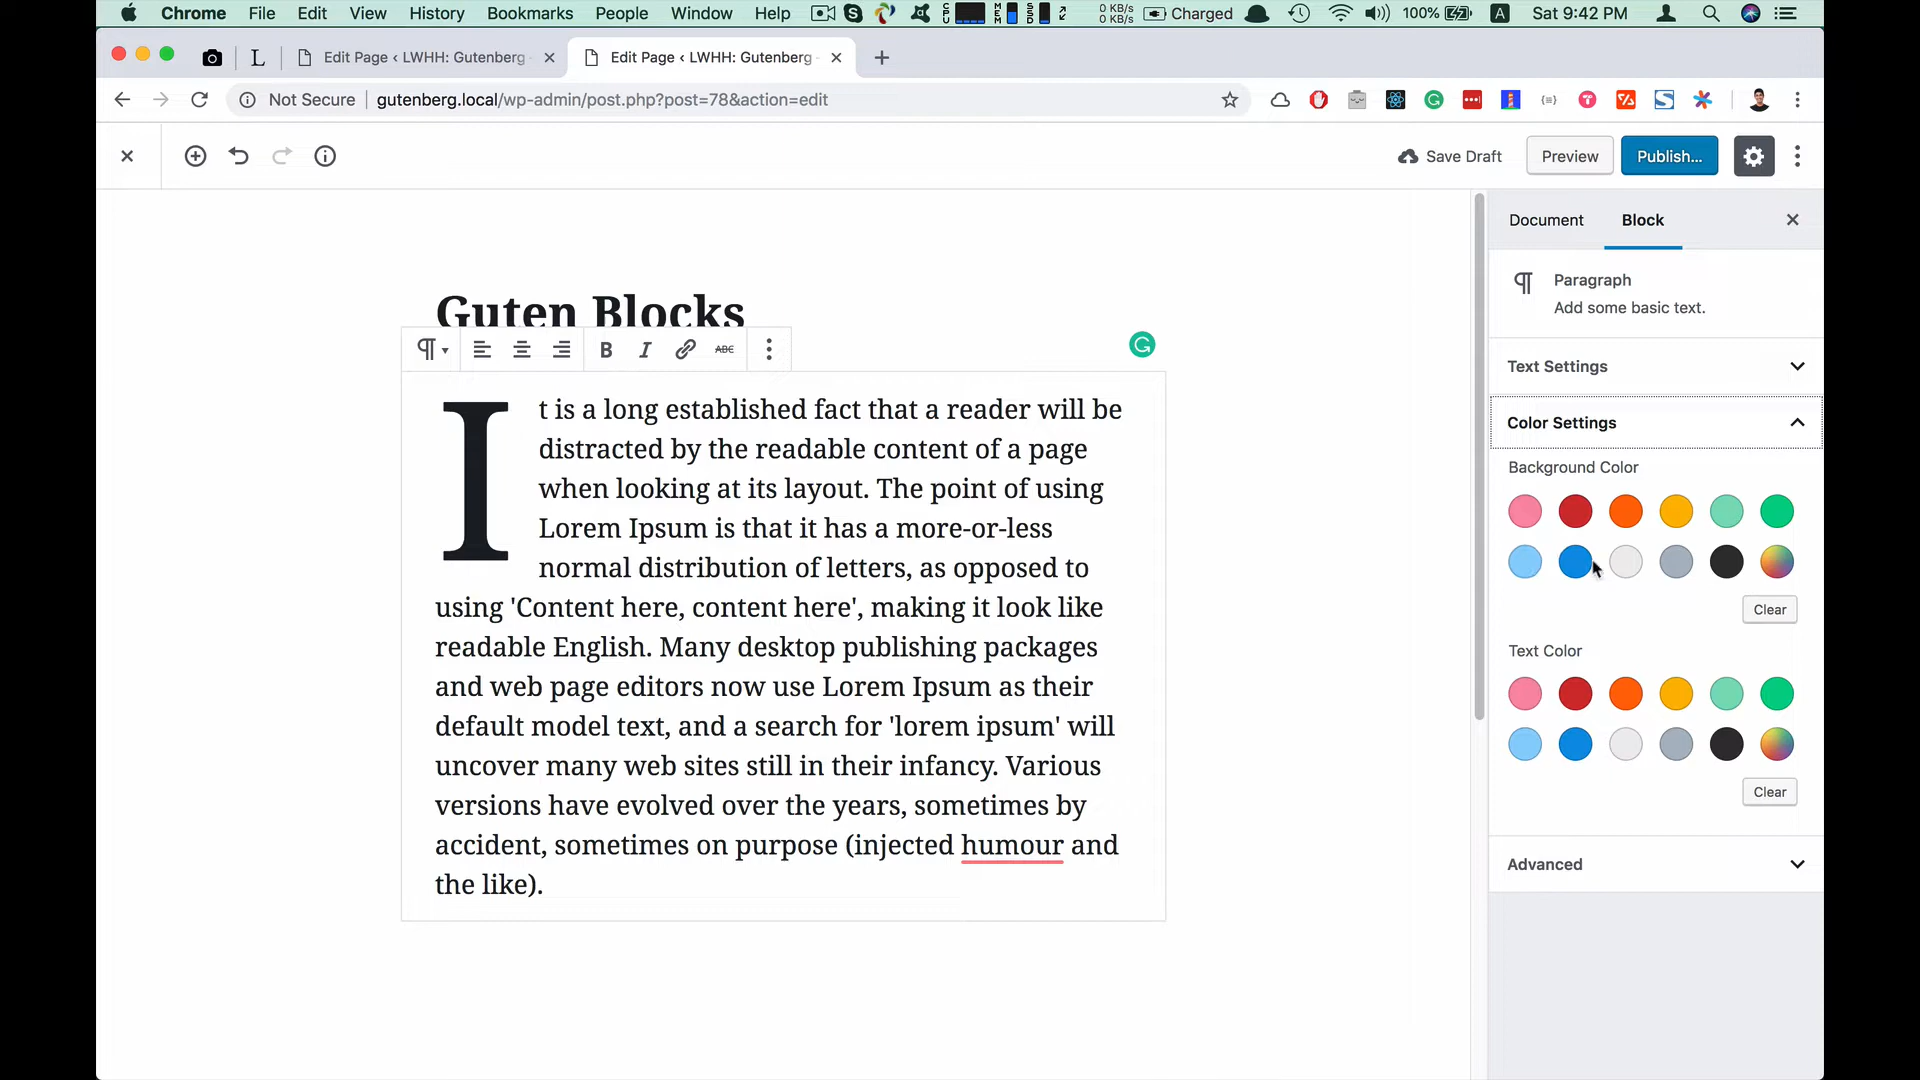 Chrome File Edit View History Bookmarks People Window Help 0 KB/s 0 KB/s Charged 100% A Sat 9:42 PM
L Edit Page ‹ LWHH: Gutenberg Edit Page ‹ LWHH: Gutenberg
Not Secure gutenberg.local/wp-admin/post.php?post=78&action=edit
Save Draft Preview Publish...
Document Block
Paragraph
Add some basic text.
Guten Blocks
B I ABC
It is a long established fact that a reader will be
distracted by the readable content of a page
when looking at its layout. The point of using
Lorem Ipsum is that it has a more-or-less
normal distribution of letters, as opposed to
using 'Content here, content here', making it look like
readable English. Many desktop publishing packages
and web page editors now use Lorem Ipsum as their
default model text, and a search for 'lorem ipsum' will
uncover many web sites still in their infancy. Various
versions have evolved over the years, sometimes by
accident, sometimes on purpose (injected humour and
the like).
Text Settings
Color Settings
Background Color
Clear
Text Color
Clear
Advanced